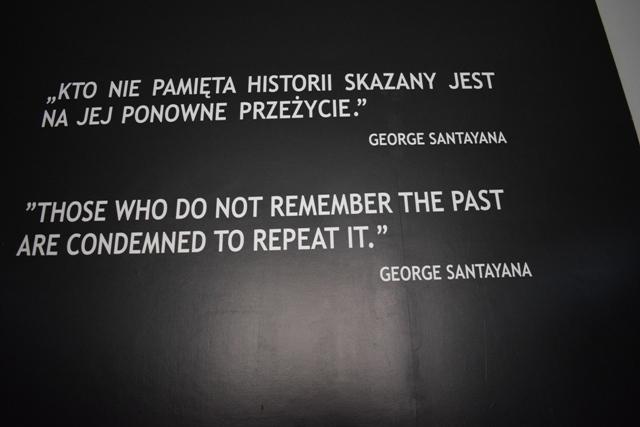 „KTO NIE PAMIĘTA HISTORII SKAZANY JEST
NA JEJ PONOWNE PRZEŻYCIE.”
GEORGE SANTAYANA
”THOSE WHO DO NOT REMEMBER THE PAST
ARE CONDEMNED TO REPEAT IT.”
GEORGE SANTAYANA